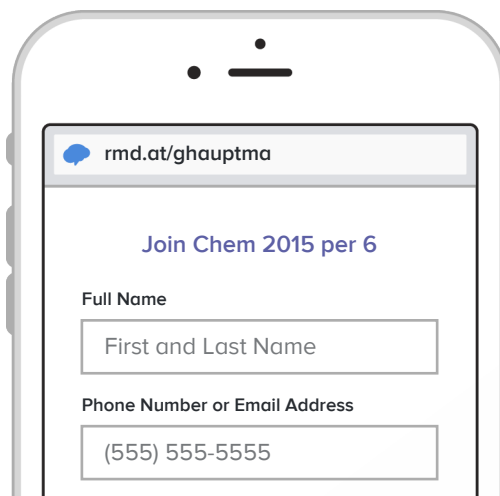 rmd.at/ghauptma
Join Chem 2015 per 6
Full Name
First and Last Name
Phone Number or Email Address
(555) 555-5555